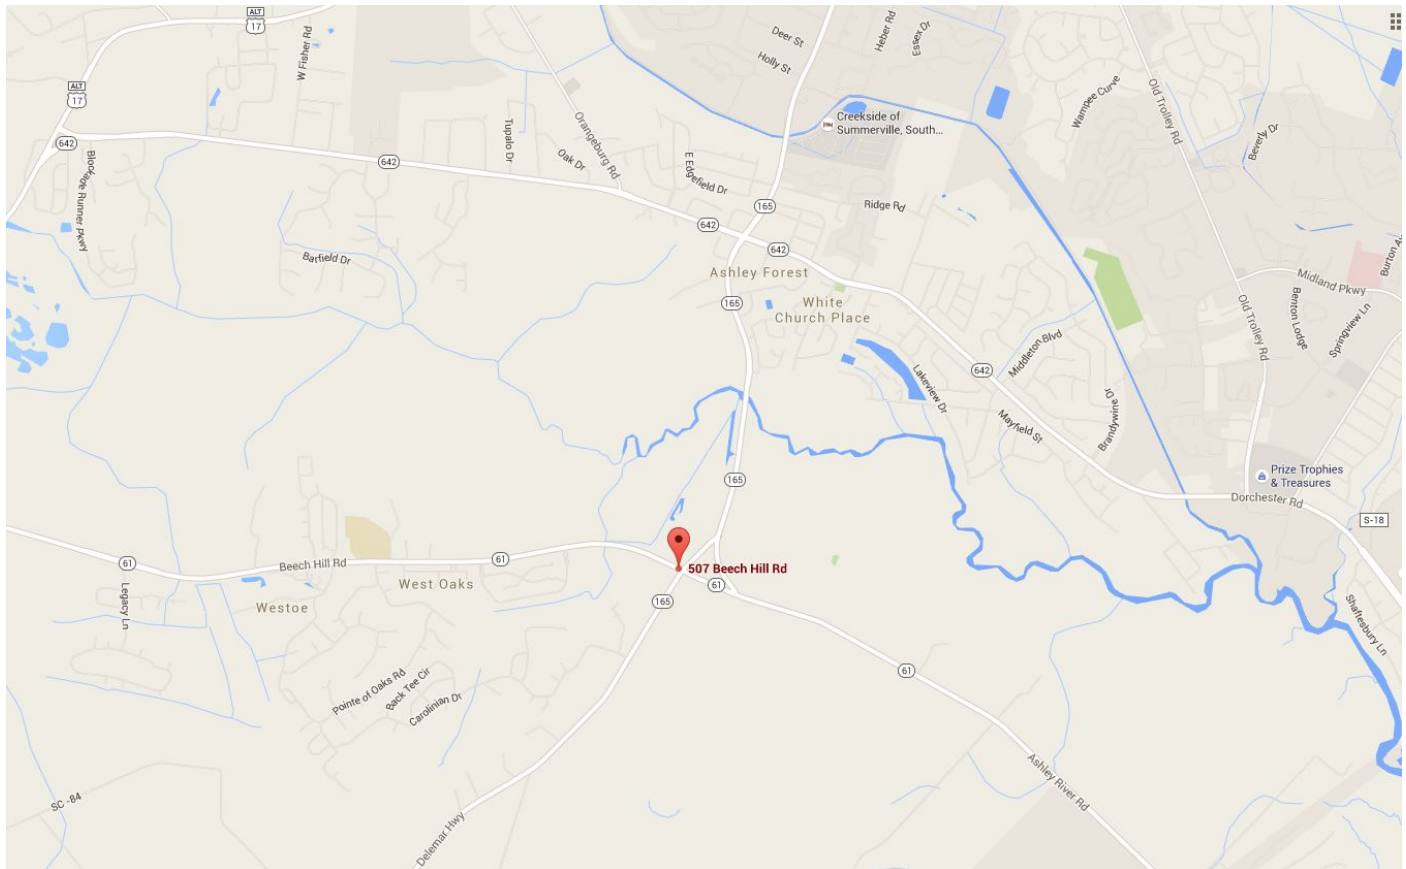 ALT
17
W Fisher Rd
Deer St
Heber Rd
Essex Dr
Holly St
ALT
17
Old Trolley Rd
Wampee Curve
Creekside of
Summerville, South...
Orangeburg Rd
Tupalo Dr
642
Beverly Dr
642
Oak Dr
E Edgefield Dr
Blockade Runner Pkwy
165
Ridge Rd
642
642
Barfield Dr
Ashley Forest
Burton
Midland Pkwy
165
White
Church Place
Benton Lodge
Springview Ln
Old Trolley Rd
Middleton Blvd
642
Lakeview Dr
Brandywine Dr
Mayfield St
165
Prize Trophies
& Treasures
Dorchester Rd
S-18
61
Beech Hill Rd
61
507 Beech Hill Rd
61
West Oaks
Westoe
Legacy Ln
165
Shaftesbury Ln
61
Pointe of Oaks Rd
Back Tee Cir
Carolinian Dr
Ashley River Rd
SC -84
Delemar Hwy